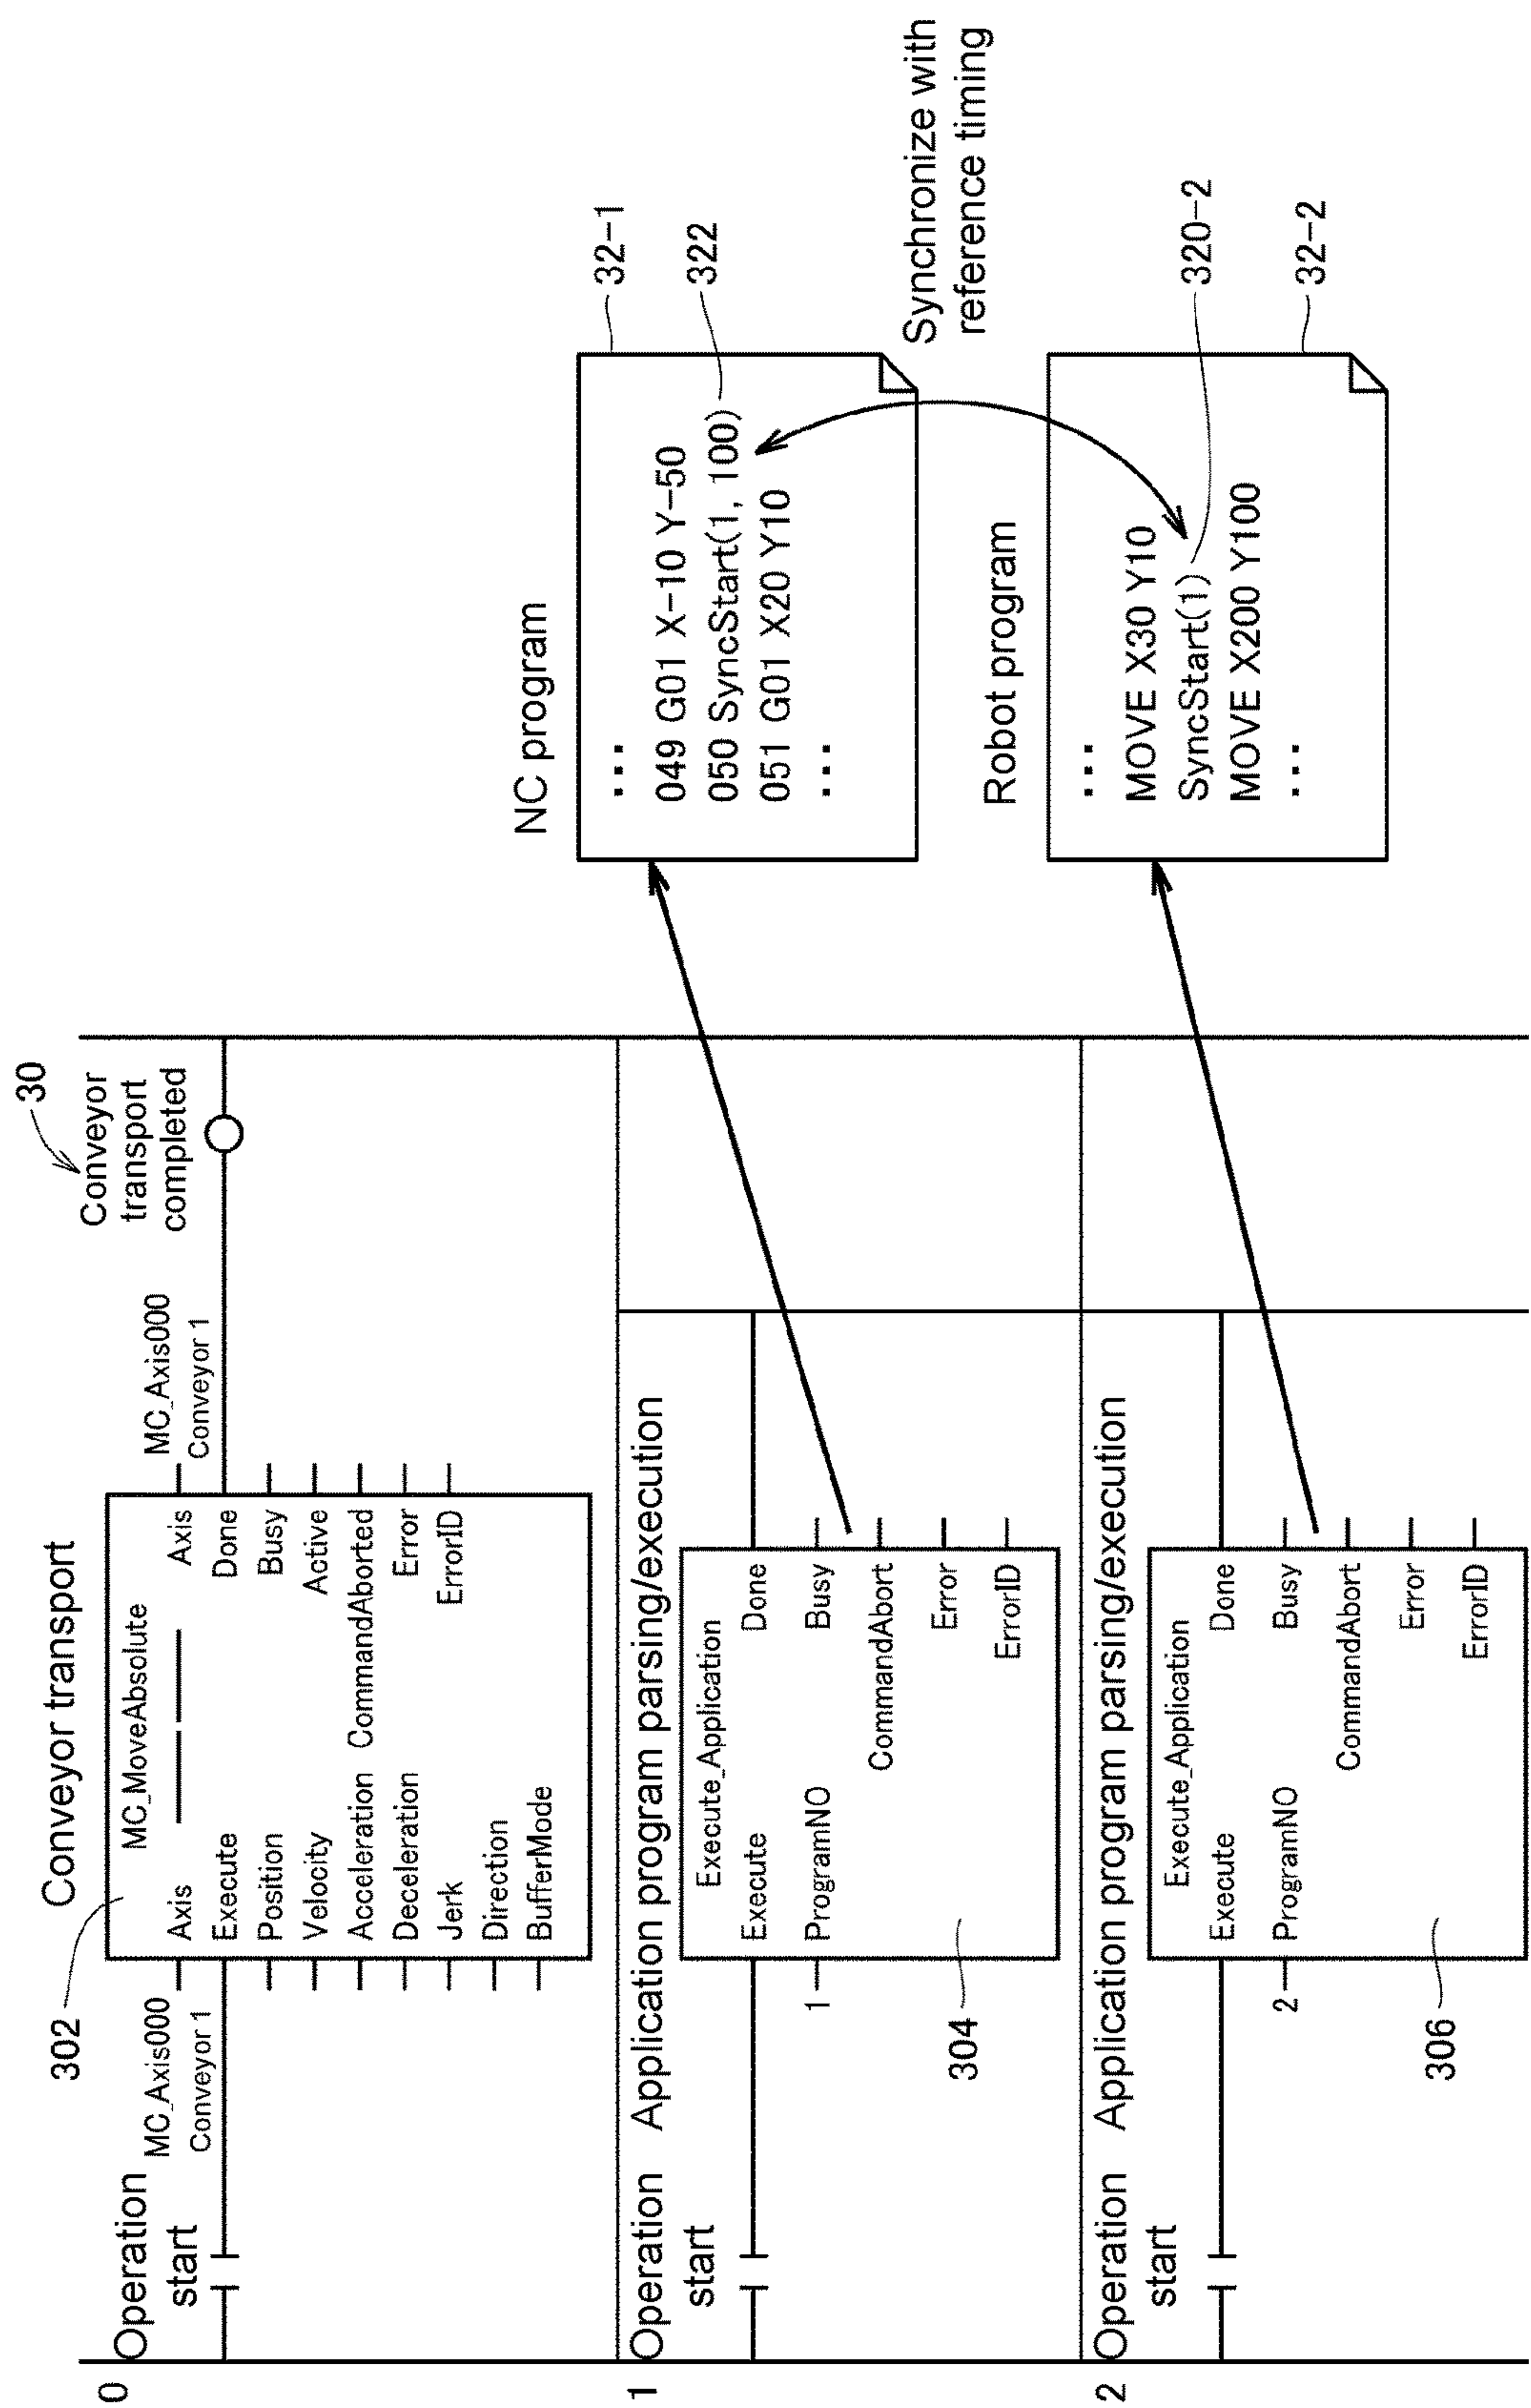 30
Conveyor
transport
completed
0
Operation
start
Conveyor transport
302
MC_Axis000
Conveyor 1
MC_MoveAbsolute
Axis Axis
Execute Done
Position Busy
Velocity Active
Acceleration CommandAborted
Deceleration Error
Jerk ErrorID
Direction
BufferMode
MC_Axis000
Conveyor 1
1
Operation
start
Application program parsing/execution
Execute_Application
Execute Done
1 ProgramNO Busy
CommandAbort
Error
ErrorID
304
2
Operation
start
Application program parsing/execution
Execute_Application
Execute Done
2 ProgramNO Busy
CommandAbort
Error
ErrorID
306
NC program
...
049 G01 X-10 Y-50
050 SyncStart(1, 100)
051 G01 X20 Y10
...
32-1
322
Synchronize with
reference timing
Robot program
...
MOVE X30 Y10
SyncStart(1)
MOVE X200 Y100
...
320-2
32-2